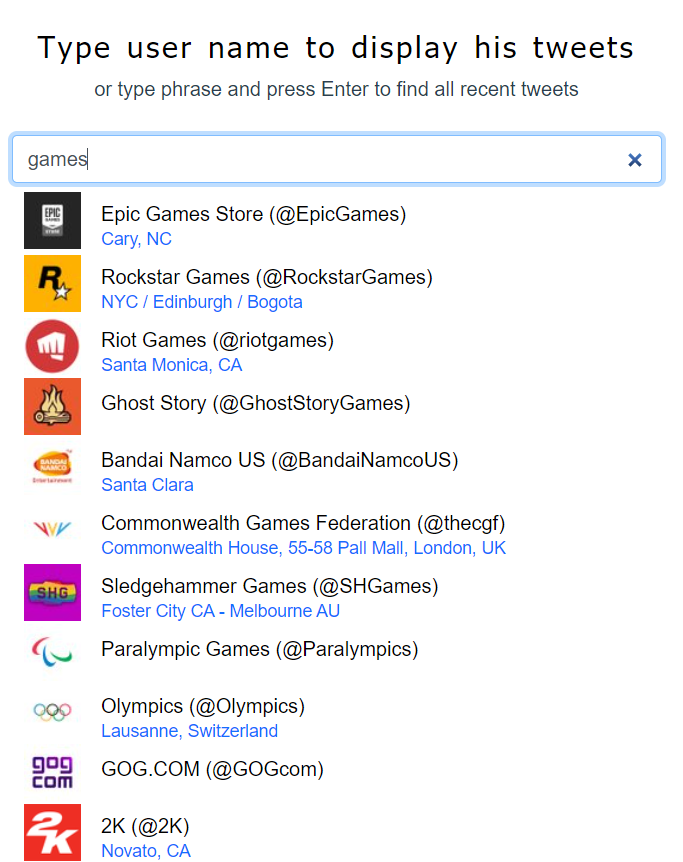 Type user name to display his tweets
or type phrase and press Enter to find all recent tweets
games
EPIC
GAMES
STORE
Epic Games Store (@EpicGames)
Cary, NC
R
Rockstar Games (@RockstarGames)
NYC / Edinburgh / Bogota
Riot Games (@riotgames)
Santa Monica, CA
Ghost Story (@GhostStoryGames)
BANDAI
NAMCO
Entertainment
Bandai Namco US (@BandaiNamcoUS)
Santa Clara
Commonwealth Games Federation (@thecgf)
Commonwealth House, 55-58 Pall Mall, London, UK
SHG
Sledgehammer Games (@SHGames)
Foster City CA - Melbourne AU
Paralympic Games (@Paralympics)
Olympics (@Olympics)
Lausanne, Switzerland
gog
com
GOG.COM (@GOGcom)
2K
2K (@2K)
Novato, CA